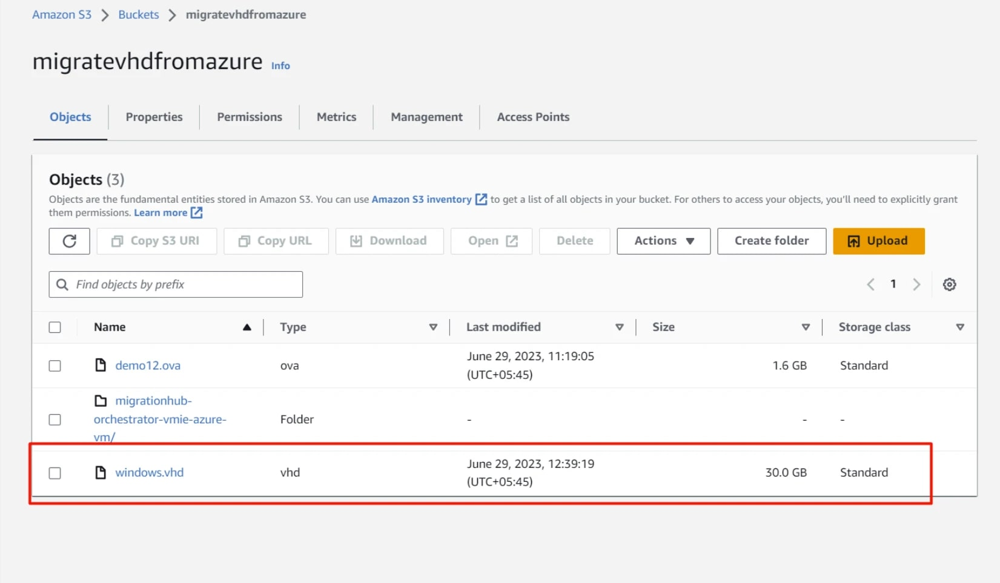 Amazon S3 > Buckets > migratevhdfromazure
migratevhdfromazure Info
Objects Properties Permissions Metrics Management Access Points
Objects (3)
Objects are the fundamental entities stored in Amazon S3. You can use Amazon S3 inventory to get a list of all objects in your bucket. For others to access your objects, you'll need to explicitly grant
them permissions. Learn more
Copy S3 URI Copy URL Download Open Delete Actions Create folder Upload
Find objects by prefix 1
Name Type Last modified Size Storage class
demo12.ova ova June 29, 2023, 11:19:05 1.6 GB Standard
(UTC+05:45)
migrationhub-
orchestrator-vmie-azure- Folder - - -
vm/
windows.vhd vhd June 29, 2023, 12:39:19 30.0 GB Standard
(UTC+05:45)